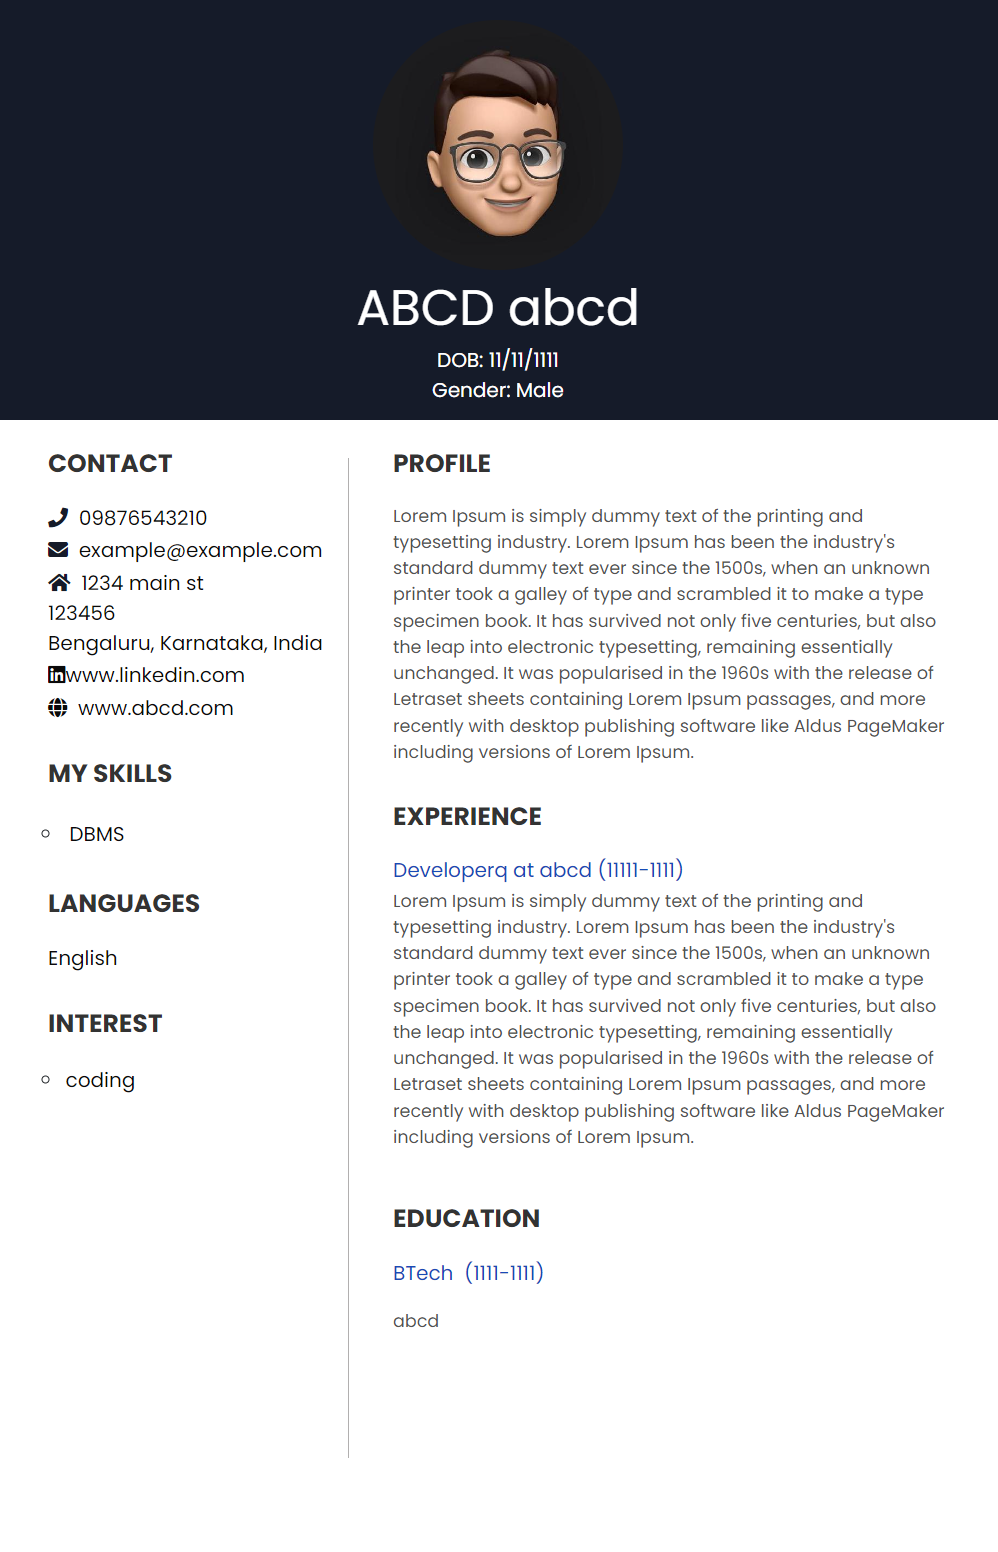 ABCD abcd
DOB: 11/11/1111
Gender: Male
CONTACT
09876543210
example@example.com
1234 main st
123456
Bengaluru, Karnataka, India
www.linkedin.com
www.abcd.com
MY SKILLS
DBMS
LANGUAGES
English
INTEREST
coding
PROFILE
Lorem Ipsum is simply dummy text of the printing and
typesetting industry. Lorem Ipsum has been the industry's
standard dummy text ever since the 1500s, when an unknown
printer took a galley of type and scrambled it to make a type
specimen book. It has survived not only five centuries, but also
the leap into electronic typesetting, remaining essentially
unchanged. It was popularised in the 1960s with the release of
Letraset sheets containing Lorem Ipsum passages, and more
recently with desktop publishing software like Aldus PageMaker
including versions of Lorem Ipsum.
EXPERIENCE
Developerq at abcd (11111-1111)
Lorem Ipsum is simply dummy text of the printing and
typesetting industry. Lorem Ipsum has been the industry's
standard dummy text ever since the 1500s, when an unknown
printer took a galley of type and scrambled it to make a type
specimen book. It has survived not only five centuries, but also
the leap into electronic typesetting, remaining essentially
unchanged. It was popularised in the 1960s with the release of
Letraset sheets containing Lorem Ipsum passages, and more
recently with desktop publishing software like Aldus PageMaker
including versions of Lorem Ipsum.
EDUCATION
BTech (1111-1111)
abcd